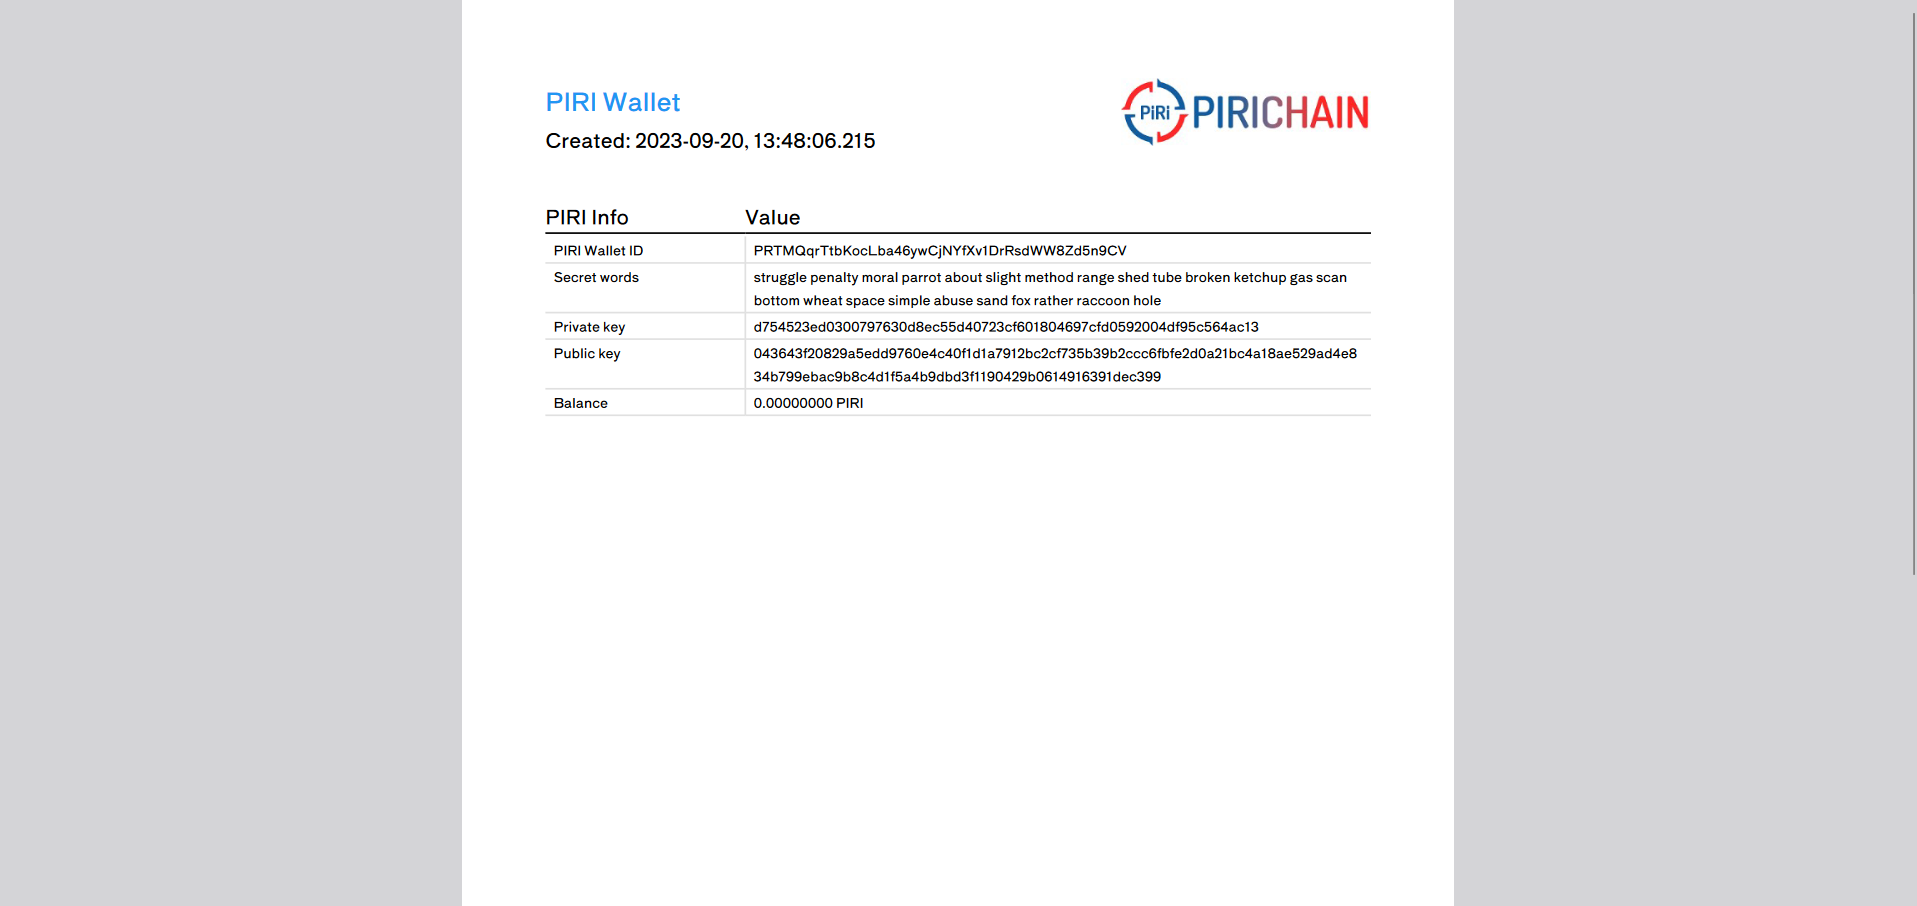 PIRI Wallet
Created: 2023-09-20, 13:48:06.215
PiRi PIRICHAIN
PIRI Info Value
PIRI Wallet ID PRTMQqrTtbKocLba46ywCjNYfXv1DrRsdWW8Zd5n9CV
Secret words struggle penalty moral parrot about slight method range shed tube broken ketchup gas scan
bottom wheat space simple abuse sand fox rather raccoon hole
Private key d754523ed0300797630d8ec55d40723cf601804697cfd0592004df95c564ac13
Public key 043643f20829a5edd9760e4c40f1d1a7912bc2cf735b39b2ccc6fbfe2d0a21bc4a18ae529ad4e8
34b799ebac9b8c4d1f5a4b9dbd3f1190429b0614916391dec399
Balance 0.00000000 PIRI